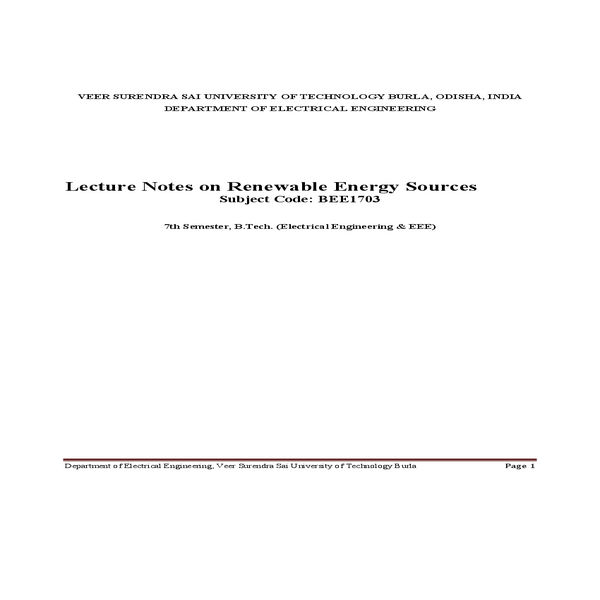 VEER SURENDRA SAI UNIVERSITY OF TECHNOLOGY BURLA, ODISHA, INDIA
DEPARTMENT OF ELECTRICAL ENGINEERING
Lecture Notes on Renewable Energy Sources
Subject Code: BEE1703
7th Semester, B.Tech. (Electrical Engineering & EEE)
Department of Electrical Engineering, Veer Surendra Sai University of Technology Burla Page 1